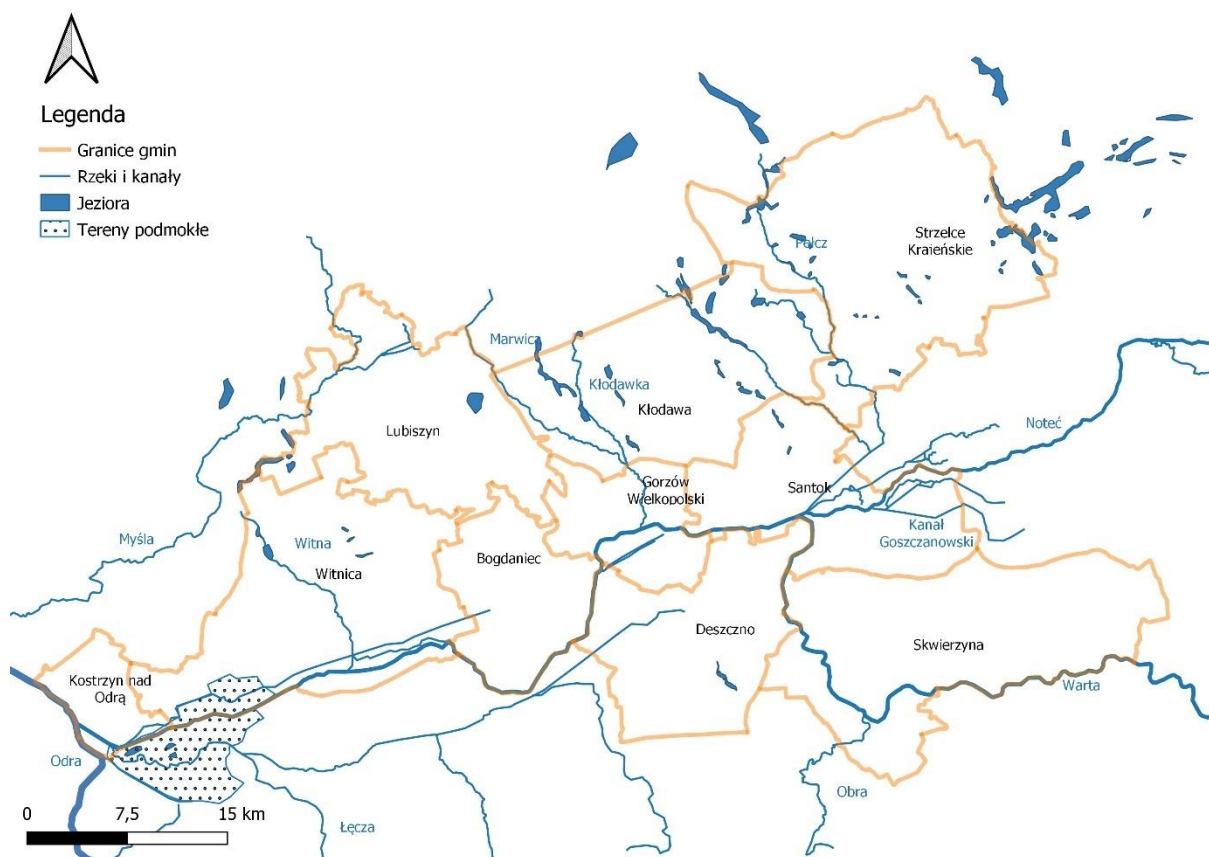 Legenda
Granice gmin
Rzeki i kanały
Jeziora
Tereny podmokłe
Pełcz
Strzelce
Kraieńskie
Marwica
Kłodawka
Kłodawa
Lubiszyn
Noteć
Gorzów
Wielkopolski
Santok
Kanał
Goszczanowski
Myśla
Witna
Witnica
Bogdaniec
Deszczno
Skwierzyna
Kostrzyn nad
Odrą
Warta
Odra
Obra
Łęcza
0 7,5 15 km